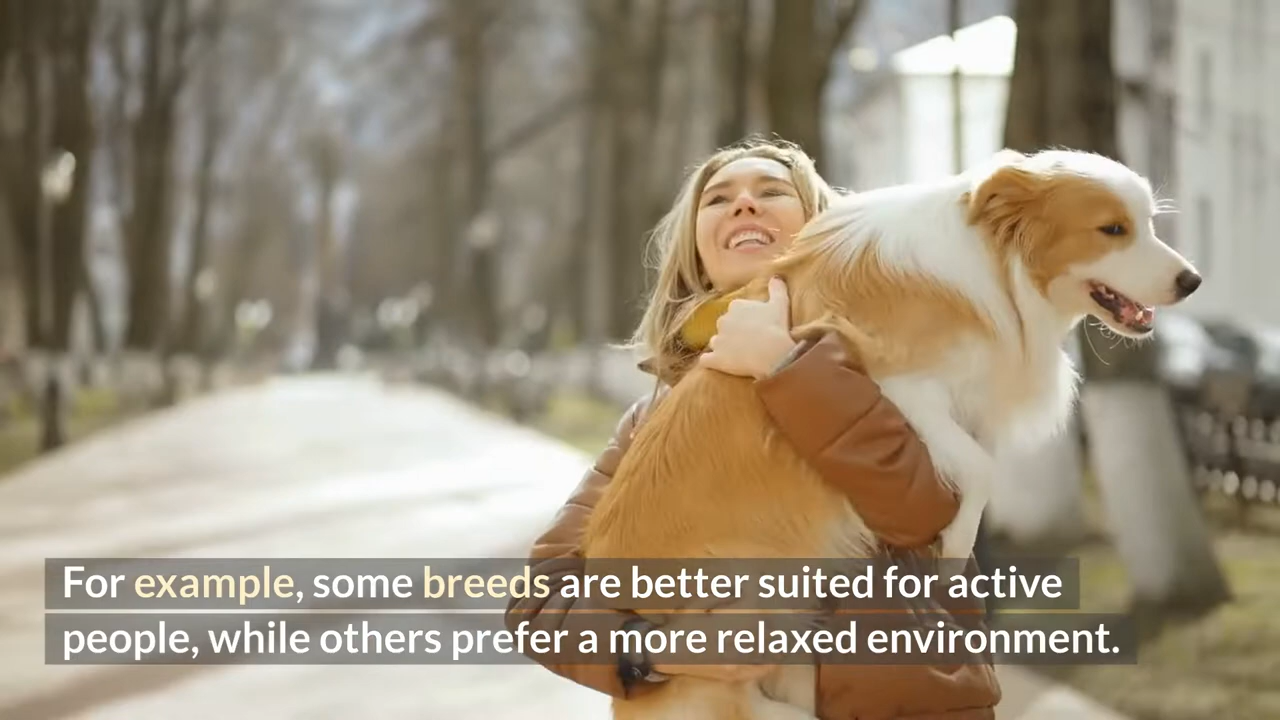 For example, some breeds are better suited for active
people, while others prefer a more relaxed environment.